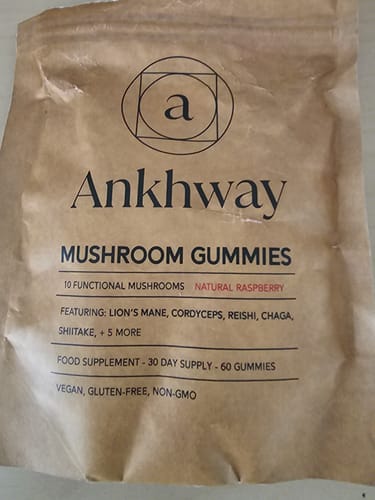 a
Ankhway
MUSHROOM GUMMIES
10 FUNCTIONAL MUSHROOMS NATURAL RASPBERRY
FEATURING: LION'S MANE, CORDYCEPS, REISHI, CHAGA,
SHIITAKE, + 5 MORE
FOOD SUPPLEMENT - 30 DAY SUPPLY - 60 GUMMIES
VEGAN, GLUTEN-FREE, NON-GMO